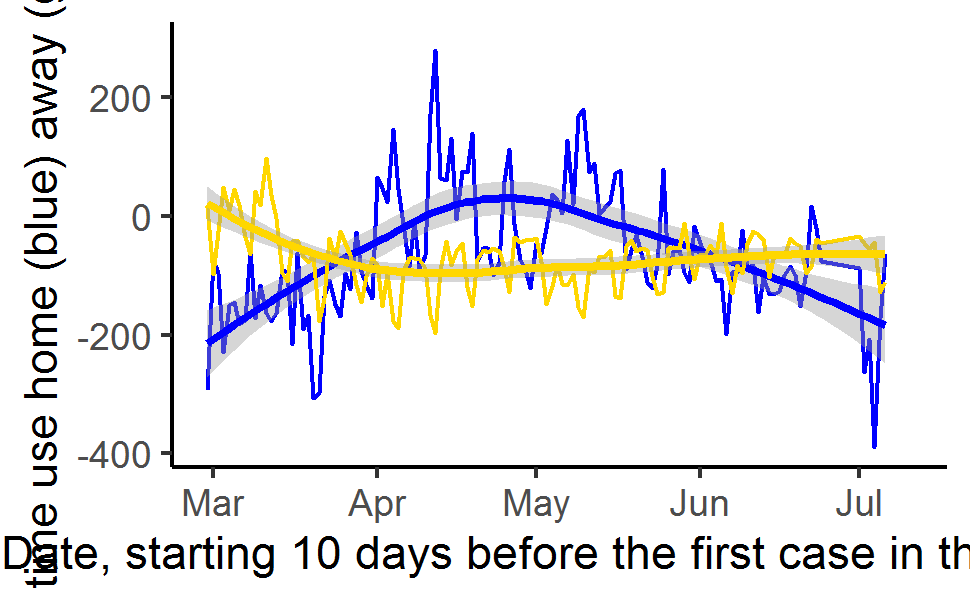 time use home (blue) away (
200
0
-200
-400
Mar Apr May Jun Jul
Date, starting 10 days before the first case in th